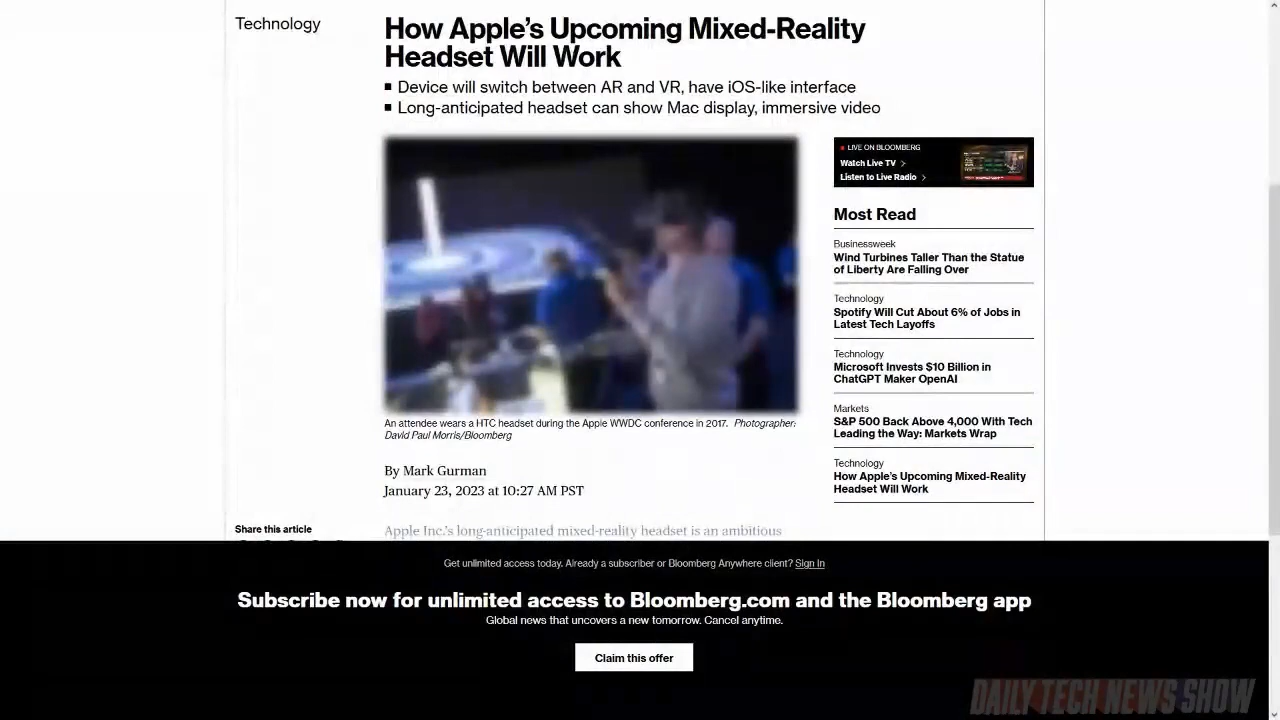 Technology
How Apple’s Upcoming Mixed-Reality
Headset Will Work
Device will switch between AR and VR, have iOS-like interface
Long-anticipated headset can show Mac display, immersive video
An attendee wears a HTC headset during the Apple WWDC conference in 2017. Photographer:
David Paul Morris/Bloomberg
By Mark Gurman
January 23, 2023 at 10:27 AM PST
Share this article
Apple Inc.’s long-anticipated mixed-reality headset is an ambitious
LIVE ON BLOOMBERG
Watch Live TV
Listen to Live Radio
Most Read
Businessweek
Wind Turbines Taller Than the Statue
of Liberty Are Falling Over
Technology
Spotify Will Cut About 6% of Jobs in
Latest Tech Layoffs
Technology
Microsoft Invests $10 Billion in
ChatGPT Maker OpenAI
Markets
S&P 500 Back Above 4,000 With Tech
Leading the Way: Markets Wrap
Technology
How Apple’s Upcoming Mixed-Reality
Headset Will Work
Get unlimited access today. Already a subscriber or Bloomberg Anywhere client? Sign In
Subscribe now for unlimited access to Bloomberg.com and the Bloomberg app
Global news that uncovers a new tomorrow. Cancel anytime.
Claim this offer
DAILY TECH NEWS SHOW